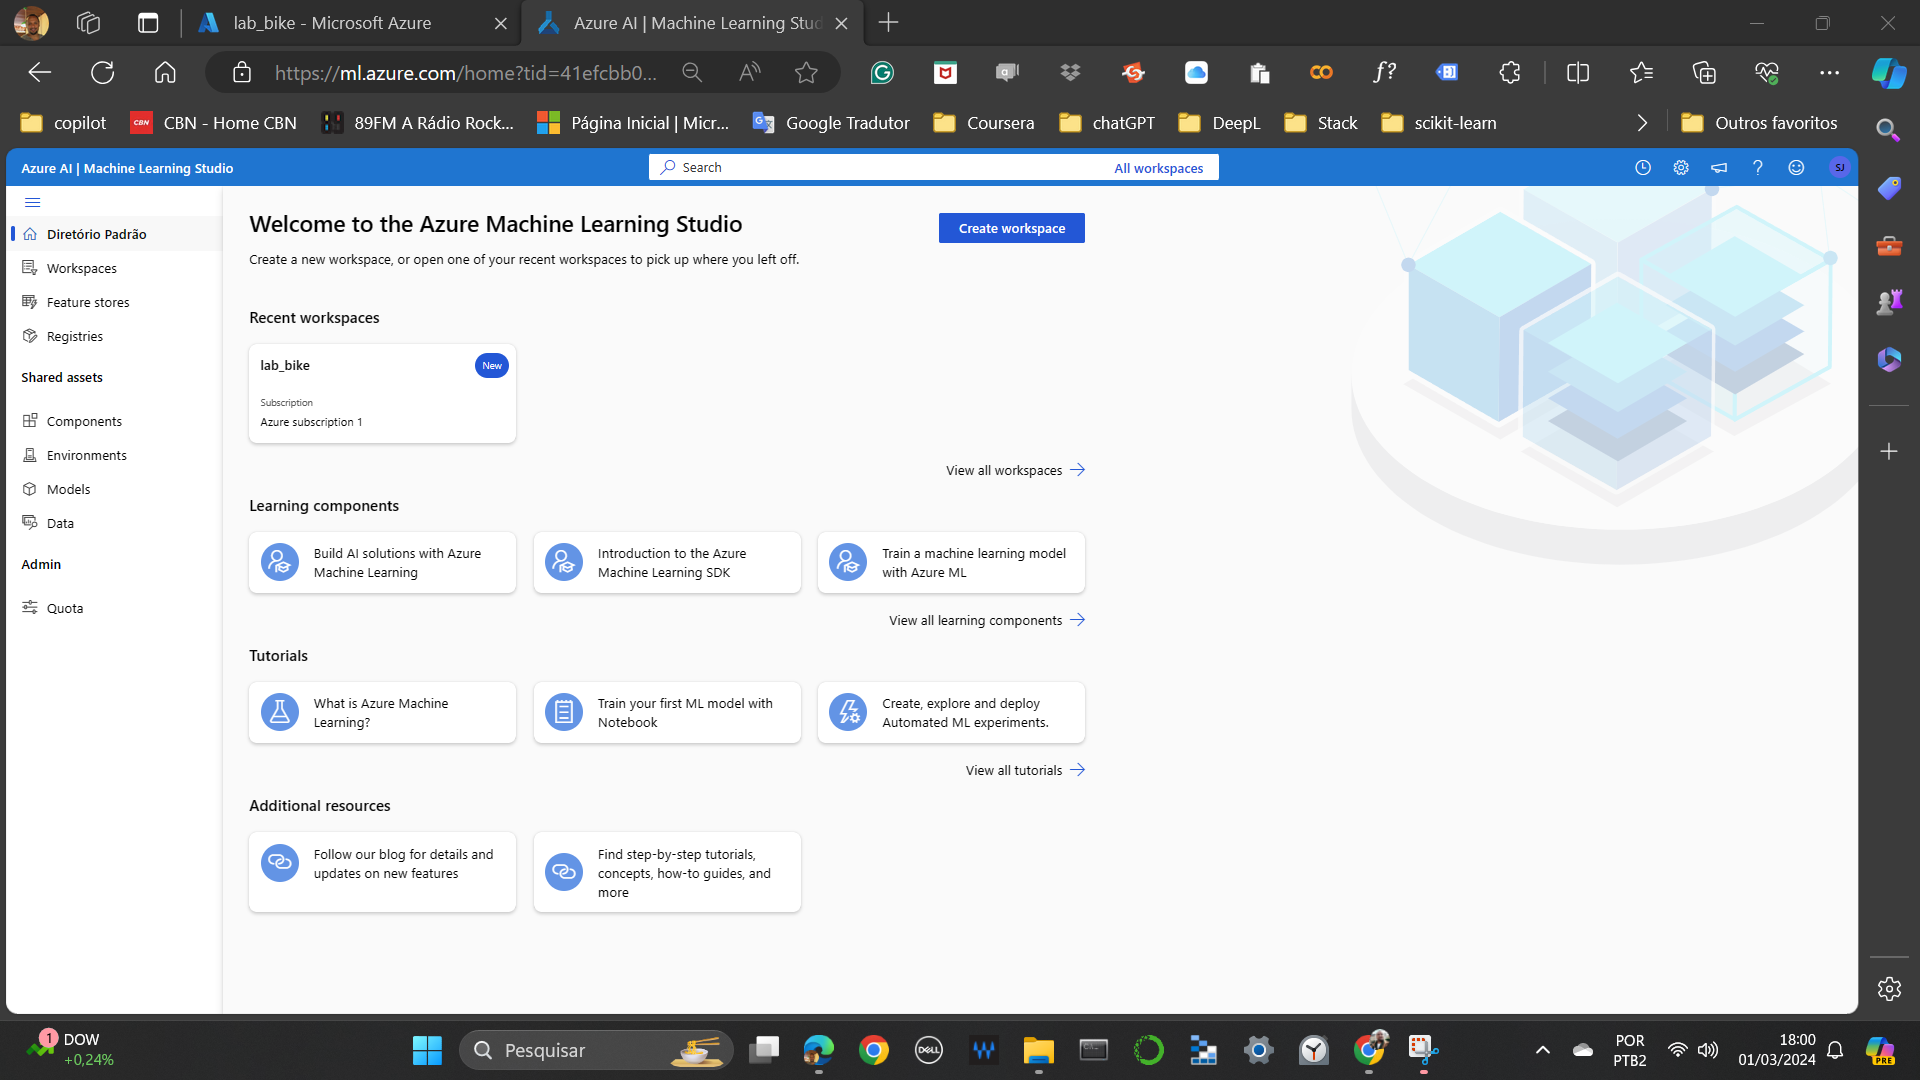 lab_bike - Microsoft Azure
Azure AI | Machine Learning Stud
https://ml.azure.com/home?tid=41efcbb0...
copilot
CBN - Home CBN
89FM A Rádio Rock...
Página Inicial | Micr...
Google Tradutor
Coursera
chatGPT
DeepL
Stack
scikit-learn
Outros favoritos
Azure AI | Machine Learning Studio
Search
All workspaces
SJ
Diretório Padrão
Workspaces
Feature stores
Registries
Shared assets
Components
Environments
Models
Data
Admin
Quota
Welcome to the Azure Machine Learning Studio
Create workspace
Create a new workspace, or open one of your recent workspaces to pick up where you left off.
Recent workspaces
lab_bike
New
Subscription
Azure subscription 1
View all workspaces
Learning components
Build AI solutions with Azure
Machine Learning
Introduction to the Azure
Machine Learning SDK
Train a machine learning model
with Azure ML
View all learning components
Tutorials
What is Azure Machine
Learning?
Train your first ML model with
Notebook
Create, explore and deploy
Automated ML experiments.
View all tutorials
Additional resources
Follow our blog for details and
updates on new features
Find step-by-step tutorials,
concepts, how-to guides, and
more
1
DOW
+0,24%
Pesquisar
DELL
POR
PTB2
18:00
01/03/2024
PRE